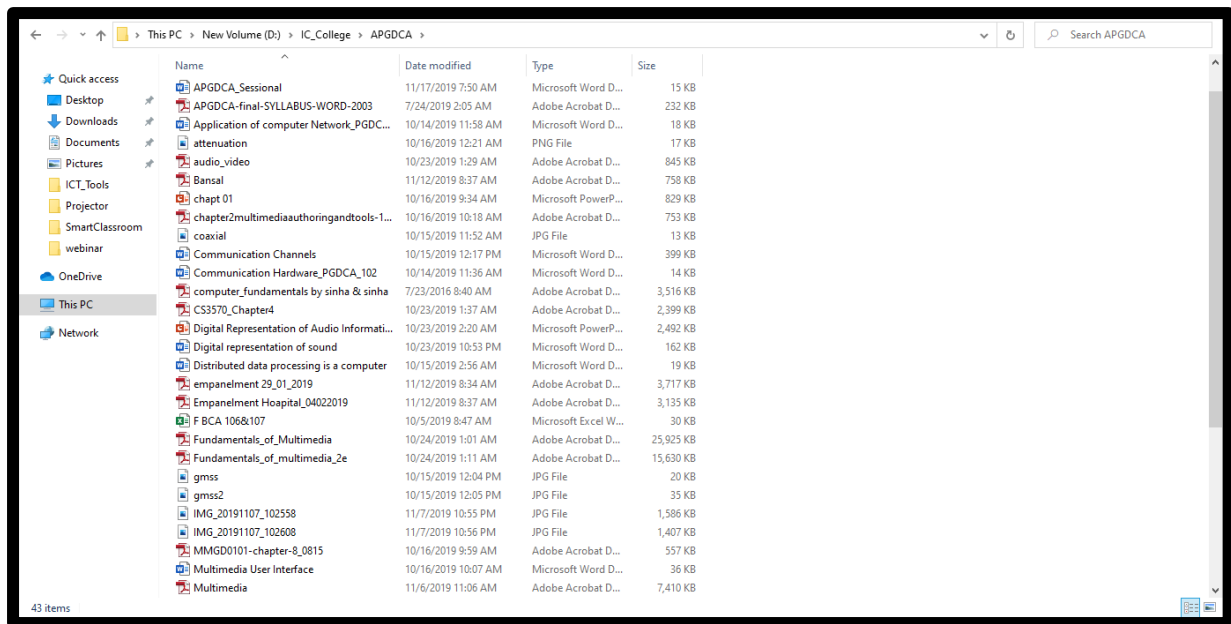 This PC > New Volume (D:) > IC_College > APGDCA >
Search APGDCA
Quick access
Desktop
Downloads
Documents
Pictures
ICT_Tools
Projector
SmartClassroom
webinar
OneDrive
This PC
Network
Name Date modified Type Size
APGDCA_Sessional 11/17/2019 7:50 AM Microsoft Word D... 15 KB
APGDCA-final-SYLLABUS-WORD-2003 7/24/2019 2:05 AM Adobe Acrobat D... 232 KB
Application of computer Network_PGDC... 10/14/2019 11:58 AM Microsoft Word D... 18 KB
attenuation 10/16/2019 12:21 AM PNG File 17 KB
audio_video 10/23/2019 1:29 AM Adobe Acrobat D... 845 KB
Bansal 11/12/2019 8:37 AM Adobe Acrobat D... 758 KB
chapt 01 10/16/2019 9:34 AM Microsoft PowerP... 829 KB
chapter2multimediaauthoringandtools-1... 10/16/2019 10:18 AM Adobe Acrobat D... 753 KB
coaxial 10/15/2019 11:52 AM JPG File 13 KB
Communication Channels 10/15/2019 12:17 PM Microsoft Word D... 399 KB
Communication Hardware_PGDCA_102 10/14/2019 11:36 AM Microsoft Word D... 14 KB
computer_fundamentals by sinha & sinha 7/23/2016 8:40 AM Adobe Acrobat D... 3,516 KB
CS3570_Chapter4 10/23/2019 1:37 AM Adobe Acrobat D... 2,399 KB
Digital Representation of Audio Informati... 10/23/2019 2:20 AM Microsoft PowerP... 2,492 KB
Digital representation of sound 10/23/2019 10:53 PM Microsoft Word D... 162 KB
Distributed data processing is a computer 10/15/2019 2:56 AM Microsoft Word D... 19 KB
empanelment 29_01_2019 11/12/2019 8:34 AM Adobe Acrobat D... 3,717 KB
Empanelment Hoapital_04022019 11/12/2019 8:37 AM Adobe Acrobat D... 3,135 KB
F BCA 106&107 10/5/2019 8:47 AM Microsoft Excel W... 30 KB
Fundamentals_of_Multimedia 10/24/2019 1:01 AM Adobe Acrobat D... 25,925 KB
Fundamentals_of_multimedia_2e 10/24/2019 1:11 AM Adobe Acrobat D... 15,630 KB
gmss 10/15/2019 12:04 PM JPG File 20 KB
gmss2 10/15/2019 12:05 PM JPG File 35 KB
IMG_20191107_102558 11/7/2019 10:55 PM JPG File 1,586 KB
IMG_20191107_102608 11/7/2019 10:56 PM JPG File 1,407 KB
MMGD0101-chapter-8_0815 10/16/2019 9:59 AM Adobe Acrobat D... 557 KB
Multimedia User Interface 10/16/2019 10:07 AM Microsoft Word D... 36 KB
Multimedia 11/6/2019 11:06 AM Adobe Acrobat D... 7,410 KB
43 items